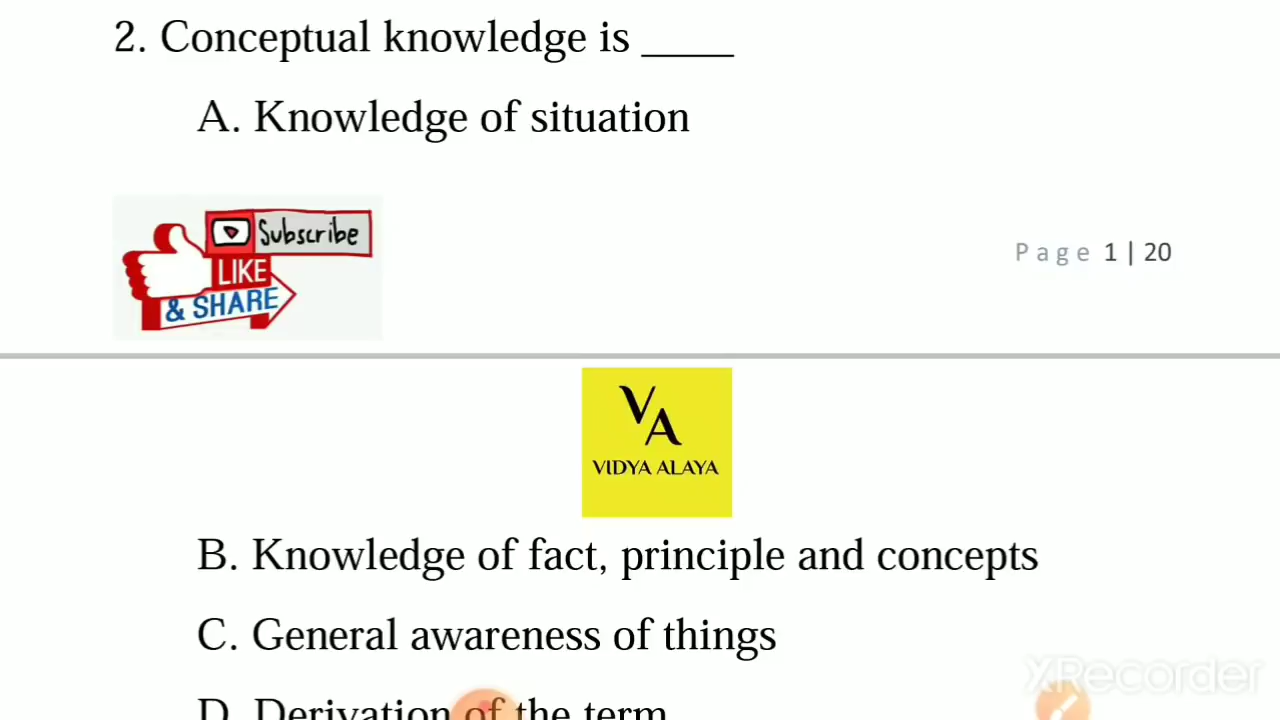 2. Conceptual knowledge is ____
A. Knowledge of situation
Subscribe
LIKE
& SHARE
Page 1 | 20
VA
VIDYA ALAYA
B. Knowledge of fact, principle and concepts
C. General awareness of things
D. Derivation of the term
XRecorder